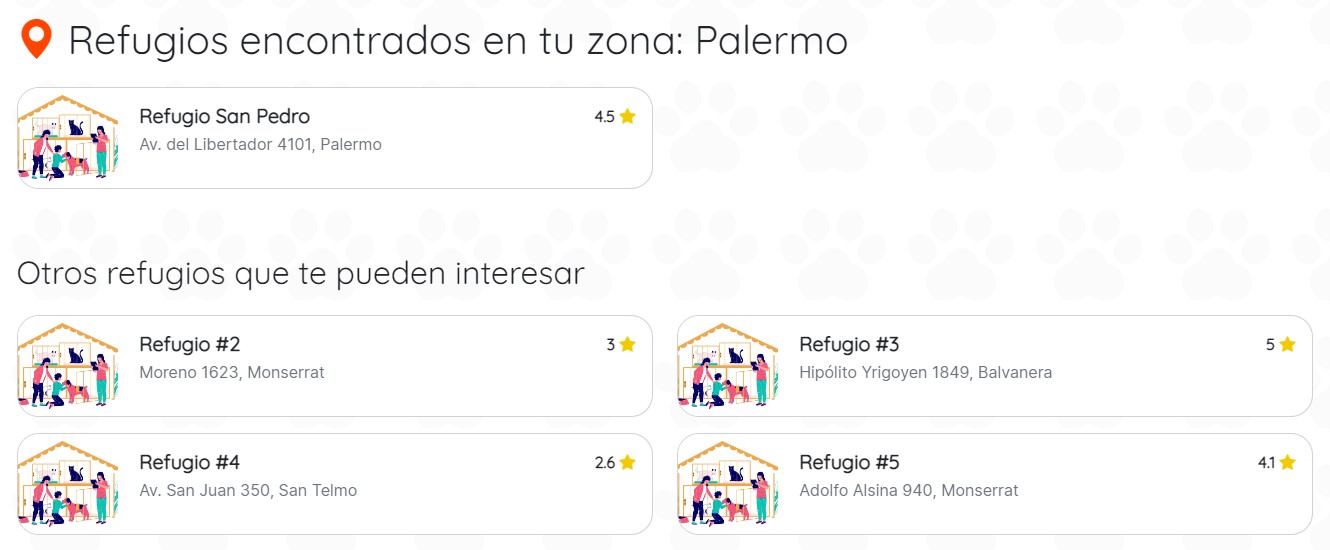 Refugios encontrados en tu zona: Palermo
Refugio San Pedro
4.5
Av. del Libertador 4101, Palermo
Otros refugios que te pueden interesar
Refugio #2
3
Moreno 1623, Monserrat
Refugio #3
5
Hipólito Yrigoyen 1849, Balvanera
Refugio #4
2.6
Av. San Juan 350, San Telmo
Refugio #5
4.1
Adolfo Alsina 940, Monserrat